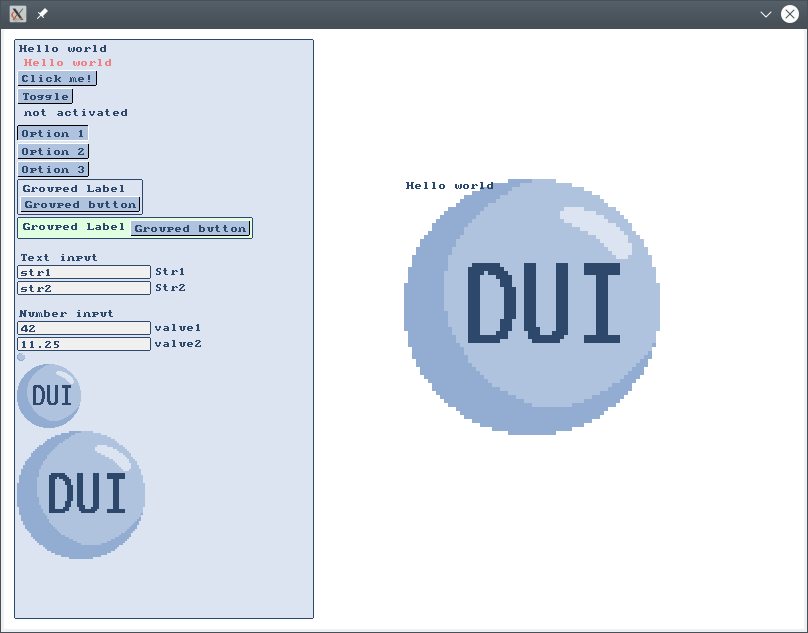 Hello world
Hello world
Click me!
Toggle
not activated
Option 1
Option 2
Option 3
Grouped Label
Grouped button
Grouped Label Grouped button
Text input
str1 Str1
str2 Str2
Number input
42 value1
11.25 value2
DUI
DUI
Hello world
DUI